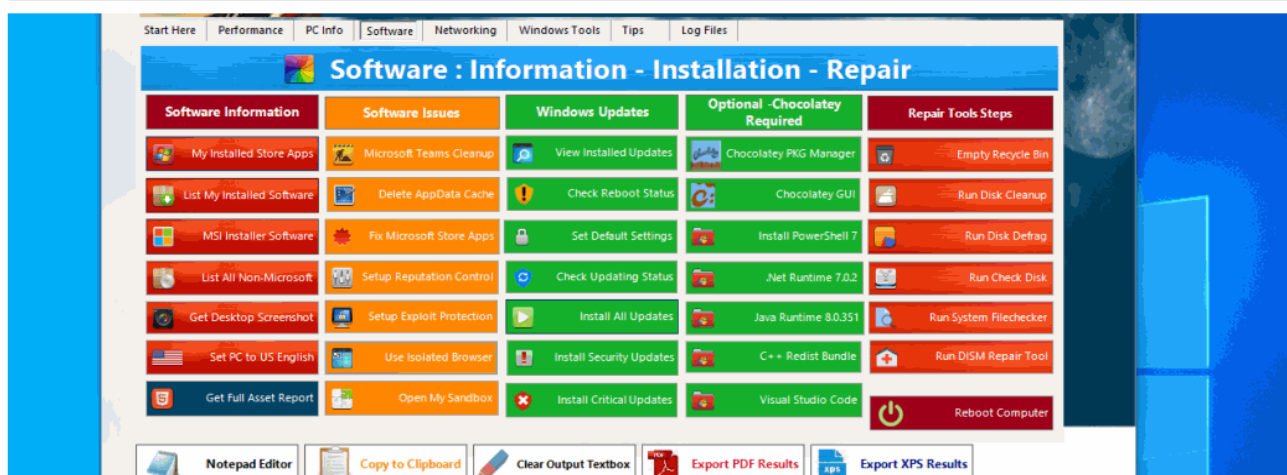 Start Here Performance PC Info Software Networking Windows Tools Tips Log Files
Software : Information - Installation - Repair
Software Information Software Issues Windows Updates Optional -Chocolatey Required Repair Tools Steps
My Installed Store Apps Microsoft Teams Cleanup View Installed Updates Chocolatey PKG Manager Empty Recycle Bin
List My Installed Software Delete AppData Cache Check Reboot Status Chocolatey GUI Run Disk Cleanup
MSI Installer Software Fix Microsoft Store Apps Set Default Settings Install PowerShell 7 Run Disk Defrag
List All Non-Microsoft Setup Reputation Control Check Updating Status .Net Runtime 7.0.2 Run Check Disk
Get Desktop Screenshot Setup Exploit Protection Install All Updates Java Runtime 8.0.351 Run System Filechecker
Set PC to US English Use Isolated Browser Install Security Updates C++ Redist Bundle Run DISM Repair Tool
Get Full Asset Report Open My Sandbox Install Critical Updates Visual Studio Code Reboot Computer
Notepad Editor Copy to Clipboard Clear Output Textbox PDF Export PDF Results xps Export XPS Results